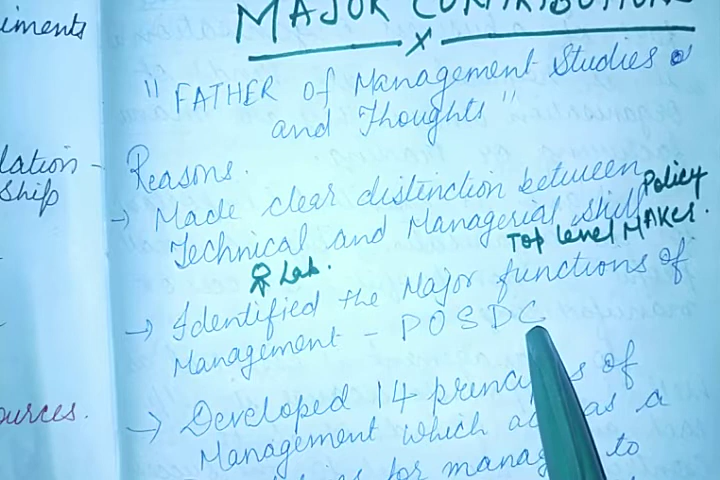 iments
MAJOR CONTRIBUTION
X
"FATHER of Management Studies
and Thoughts"
lation -
ship
Reasons.
→ Made clear distinction between
Technical and Managerial skill
Policy
Top level MAKer.
Lab.
→ Identified the Major functions of
Management - POSDC
ources.
→ Developed 14 principles of
Management which as a
for manag to